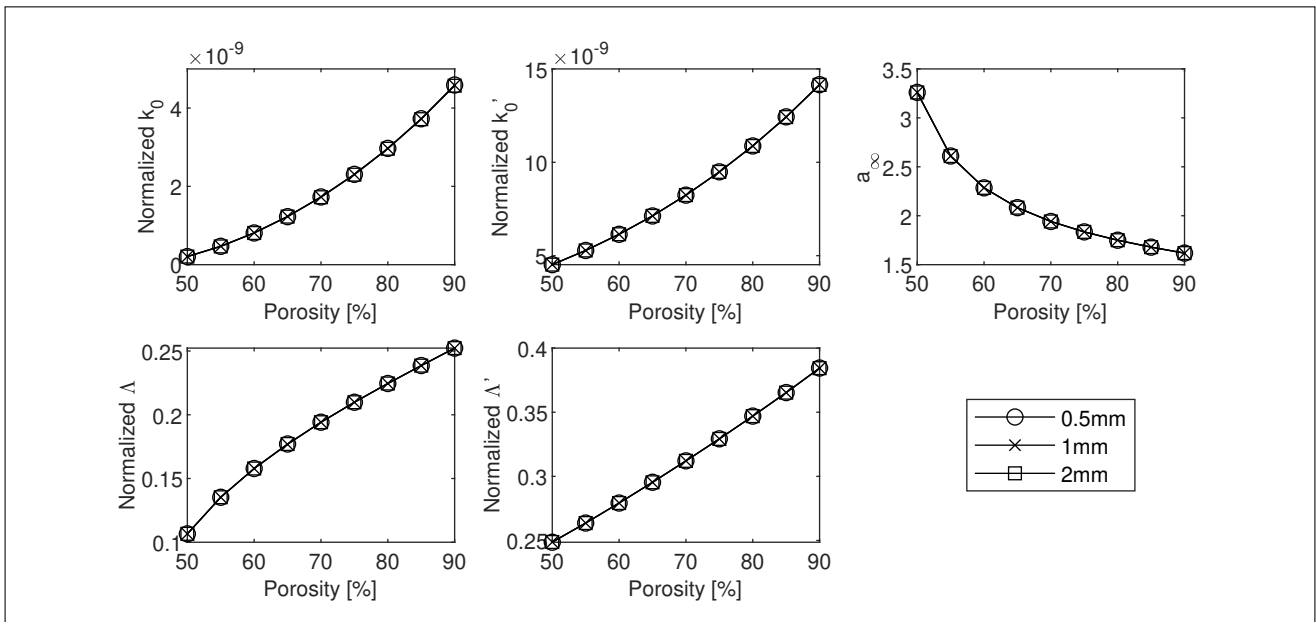 ×10⁻⁹
Normalized k₀
4
2
0
50 60 70 80 90
Porosity [%]
×10⁻⁹
Normalized k₀'
15
10
5
50 60 70 80 90
Porosity [%]
a∞
3.5
3
2.5
2
1.5
50 60 70 80 90
Porosity [%]
Normalized Λ
0.25
0.2
0.15
0.1
50 60 70 80 90
Porosity [%]
Normalized Λ'
0.4
0.35
0.3
0.25
50 60 70 80 90
Porosity [%]
0.5mm
1mm
2mm